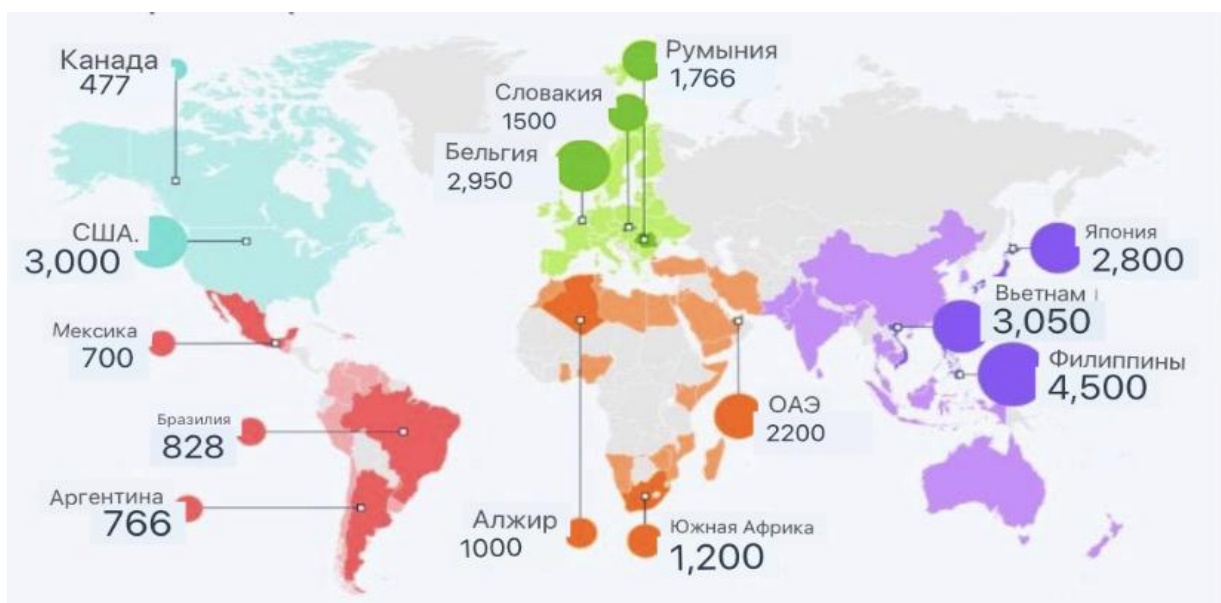 Канада
477
Румыния
1,766
Словакия
1500
Бельгия
2,950
США.
3,000
Япония
2,800
Вьетнам
3,050
Мексика
700
Филиппины
4,500
Бразилия
828
ОАЭ
2200
Аргентина
766
Алжир
1000
Южная Африка
1,200